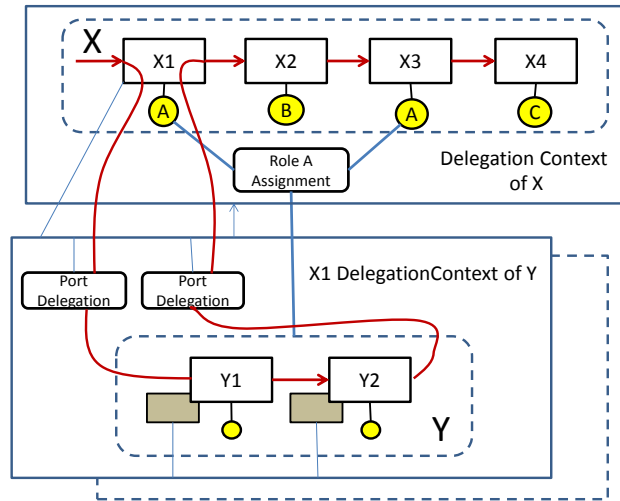 X
X1
X2
X3
X4
A
B
A
C
Role A
Assignment
Delegation Context
of X
X1 DelegationContext of Y
Port
Delegation
Port
Delegation
Y1
Y2
Y